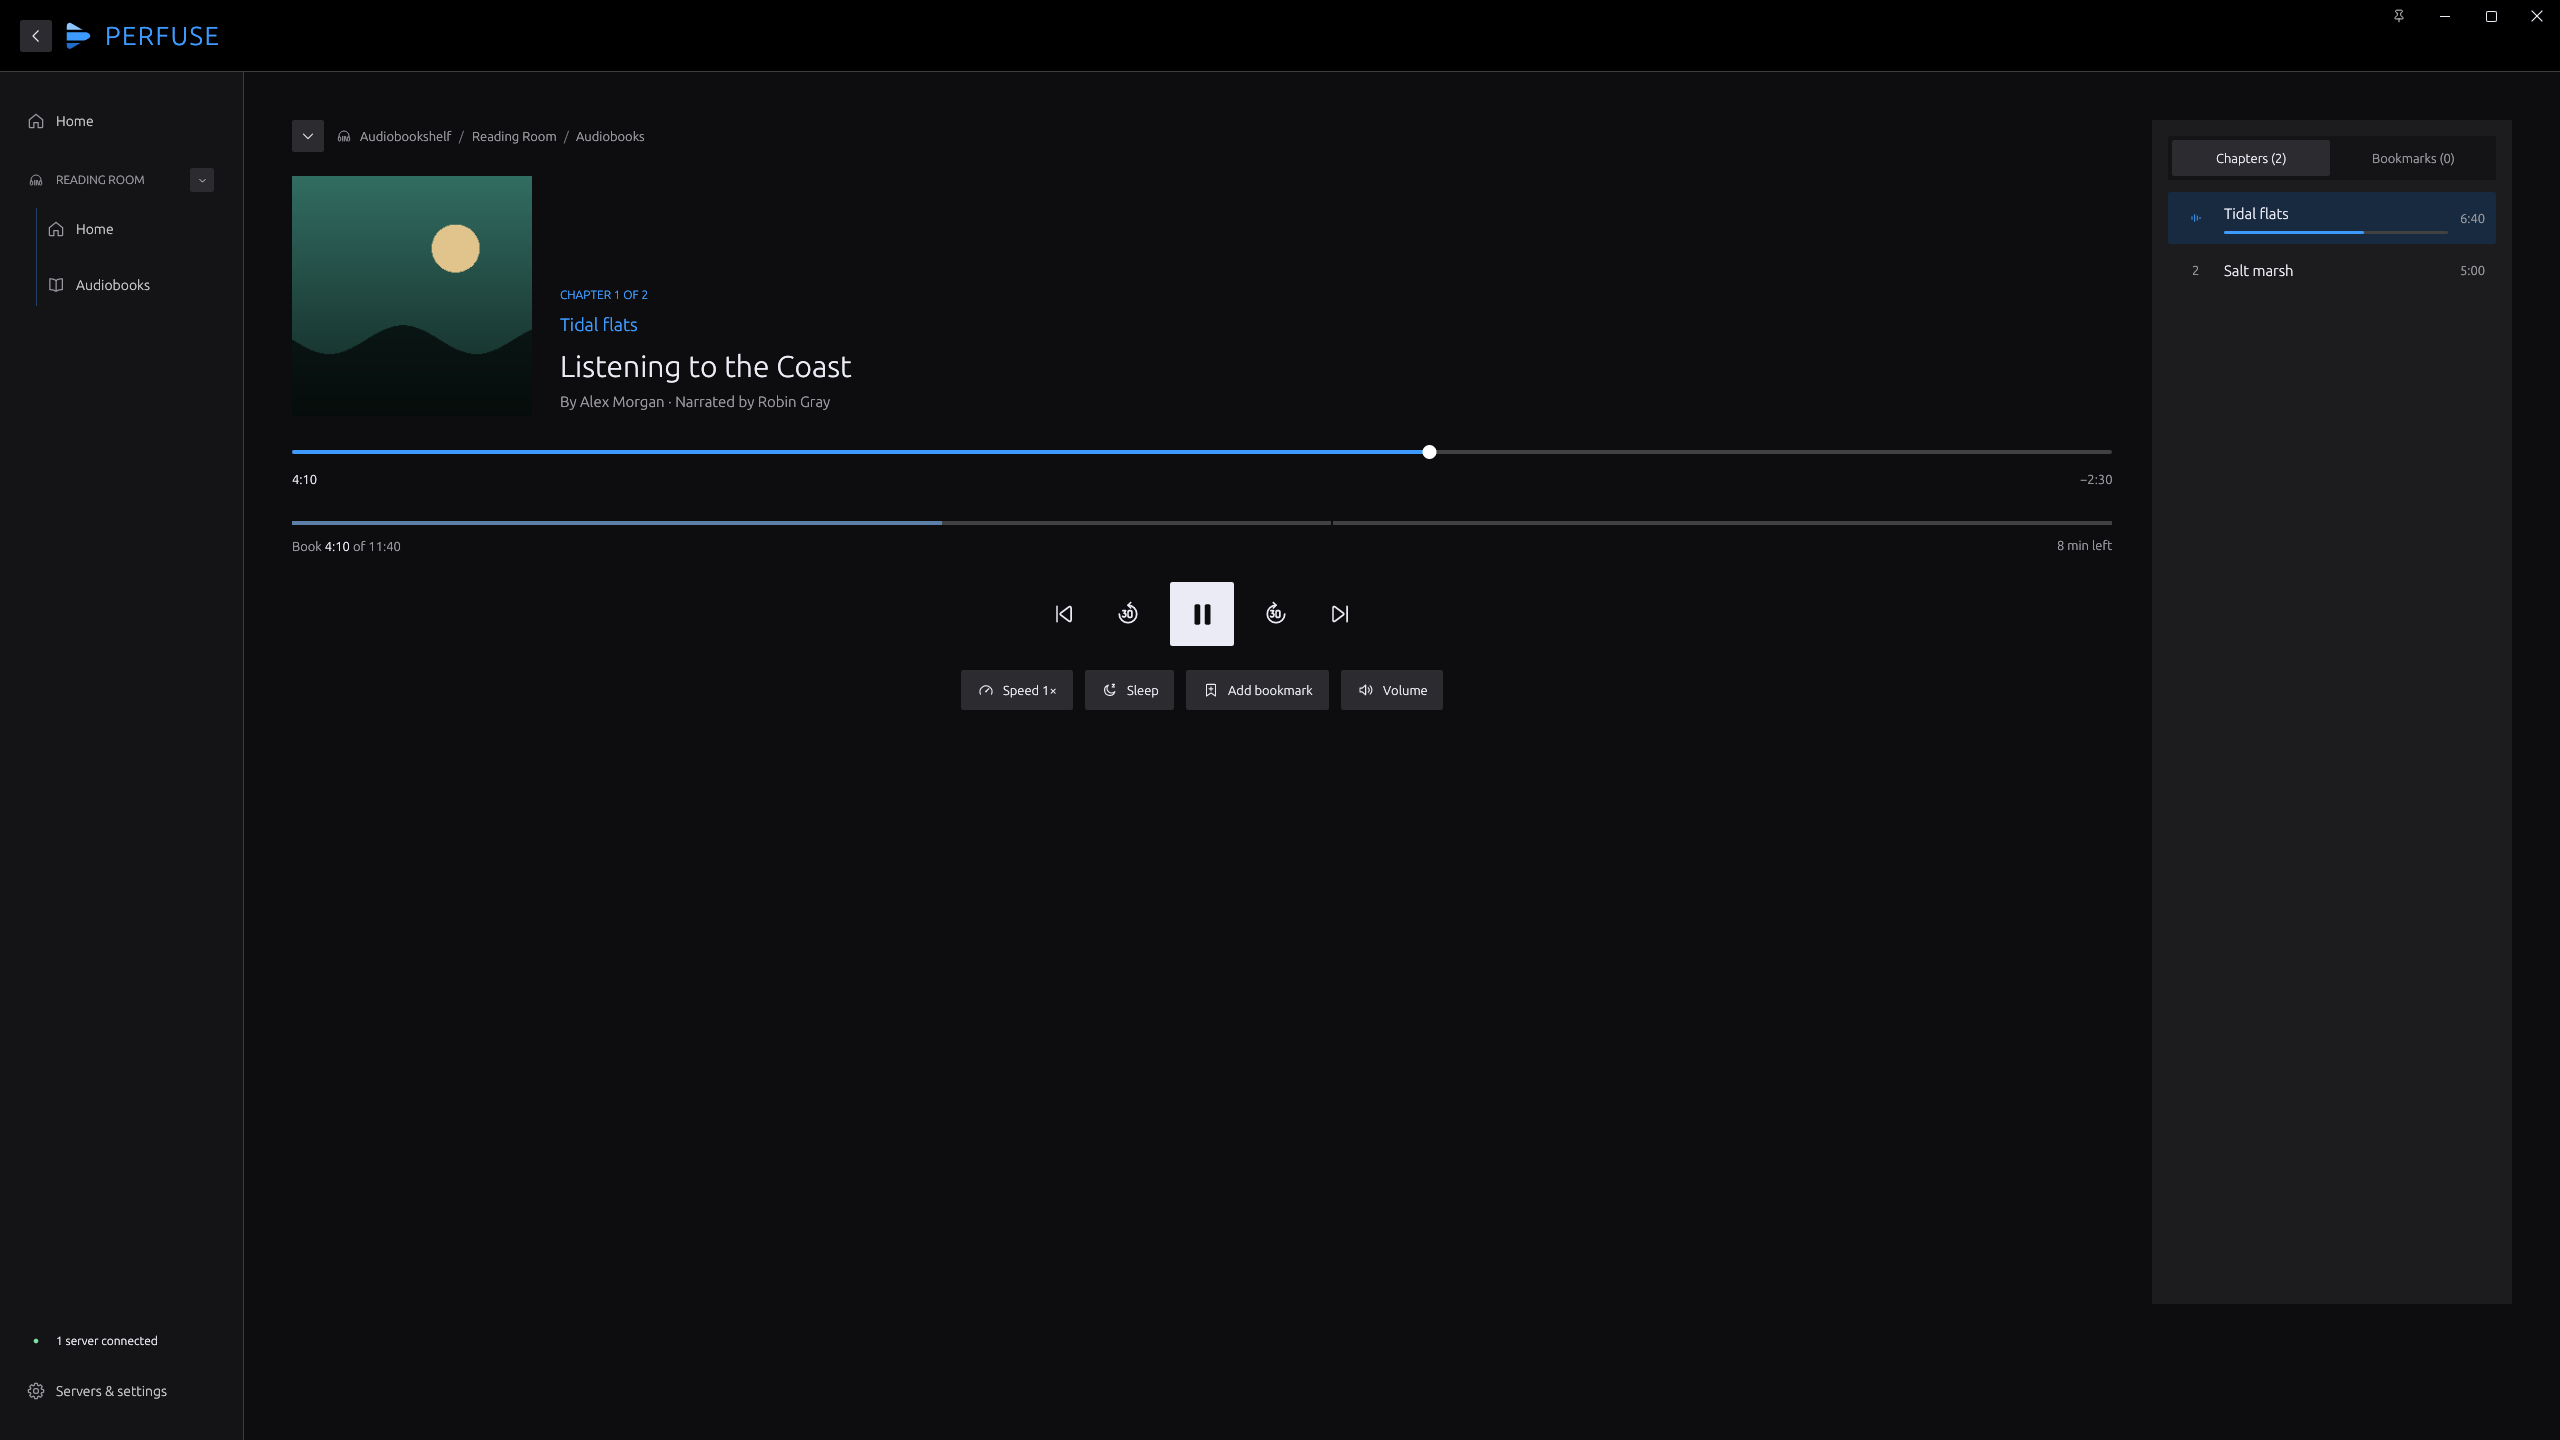 PERFUSE
Home
READING ROOM
Home
Audiobooks
1 server connected
Servers & settings
Audiobookshelf / Reading Room / Audiobooks
CHAPTER 1 OF 2
Tidal flats
Listening to the Coast
By Alex Morgan · Narrated by Robin Gray
4:10
−2:30
Book 4:10 of 11:40
8 min left
30
30
Speed 1×
Sleep
Add bookmark
Volume
Chapters (2)
Bookmarks (0)
Tidal flats
6:40
2
Salt marsh
5:00